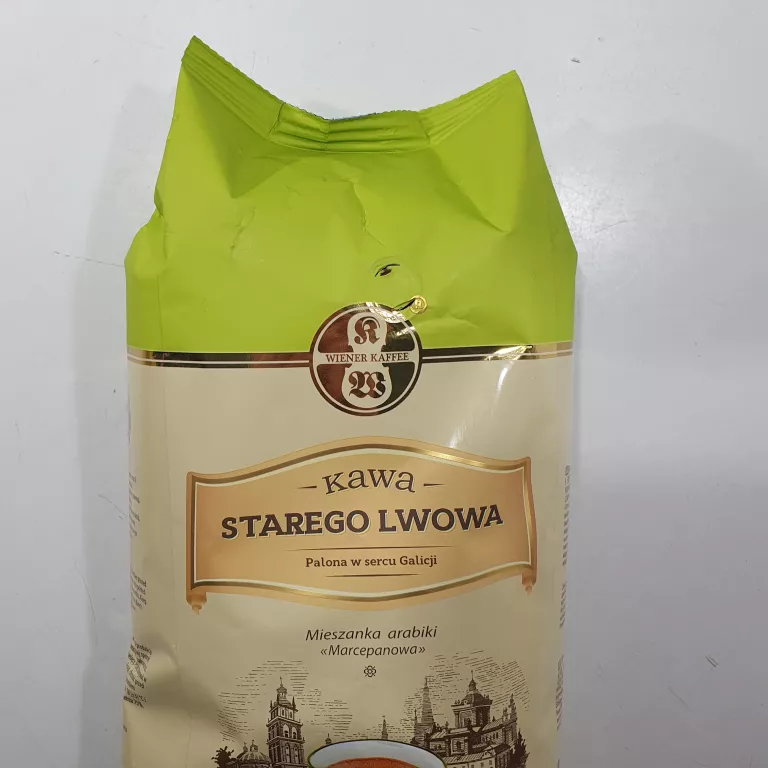 K
WIENER KAFFEE
W
KAWA
STAREGO LWOWA
Palona w sercu Galicji
Mieszanka arabiki
«Marcepanowa»